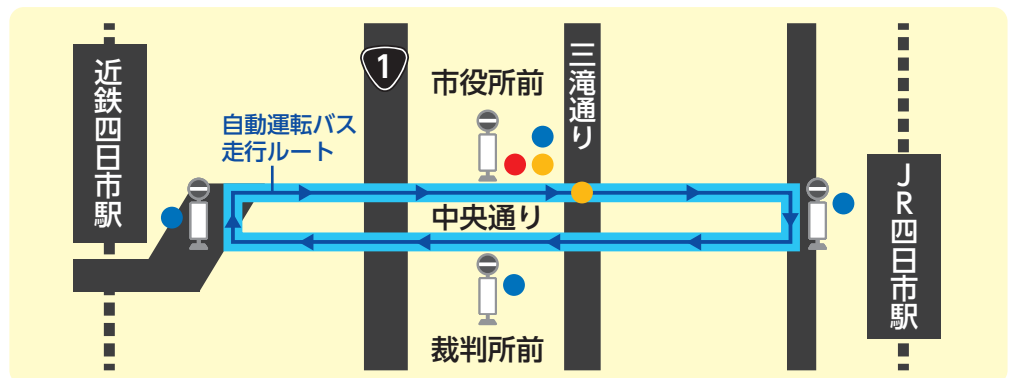 近鉄四日市駅
自動運転バス
走行ルート
1
市役所前
三滝通り
中央通り
裁判所前
JR四日市駅